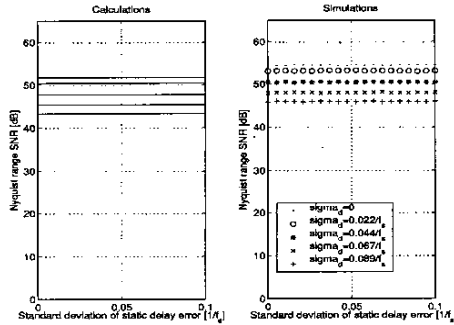 Calculations
Nyquist range SNR [dB]
60
50
40
30
20
10
0
0
0.05
0.1
Standard deviation of static delay error [1/f_s]
Simulations
Nyquist range SNR [dB]
60
50
40
30
20
10
0
0
0.05
0.1
Standard deviation of static delay error [1/f_s
sigma_d=0
sigma_d=0.022/f_s
sigma_d=0.044/f_s
sigma_d=0.067/f_s
sigma_d=0.089/f_s